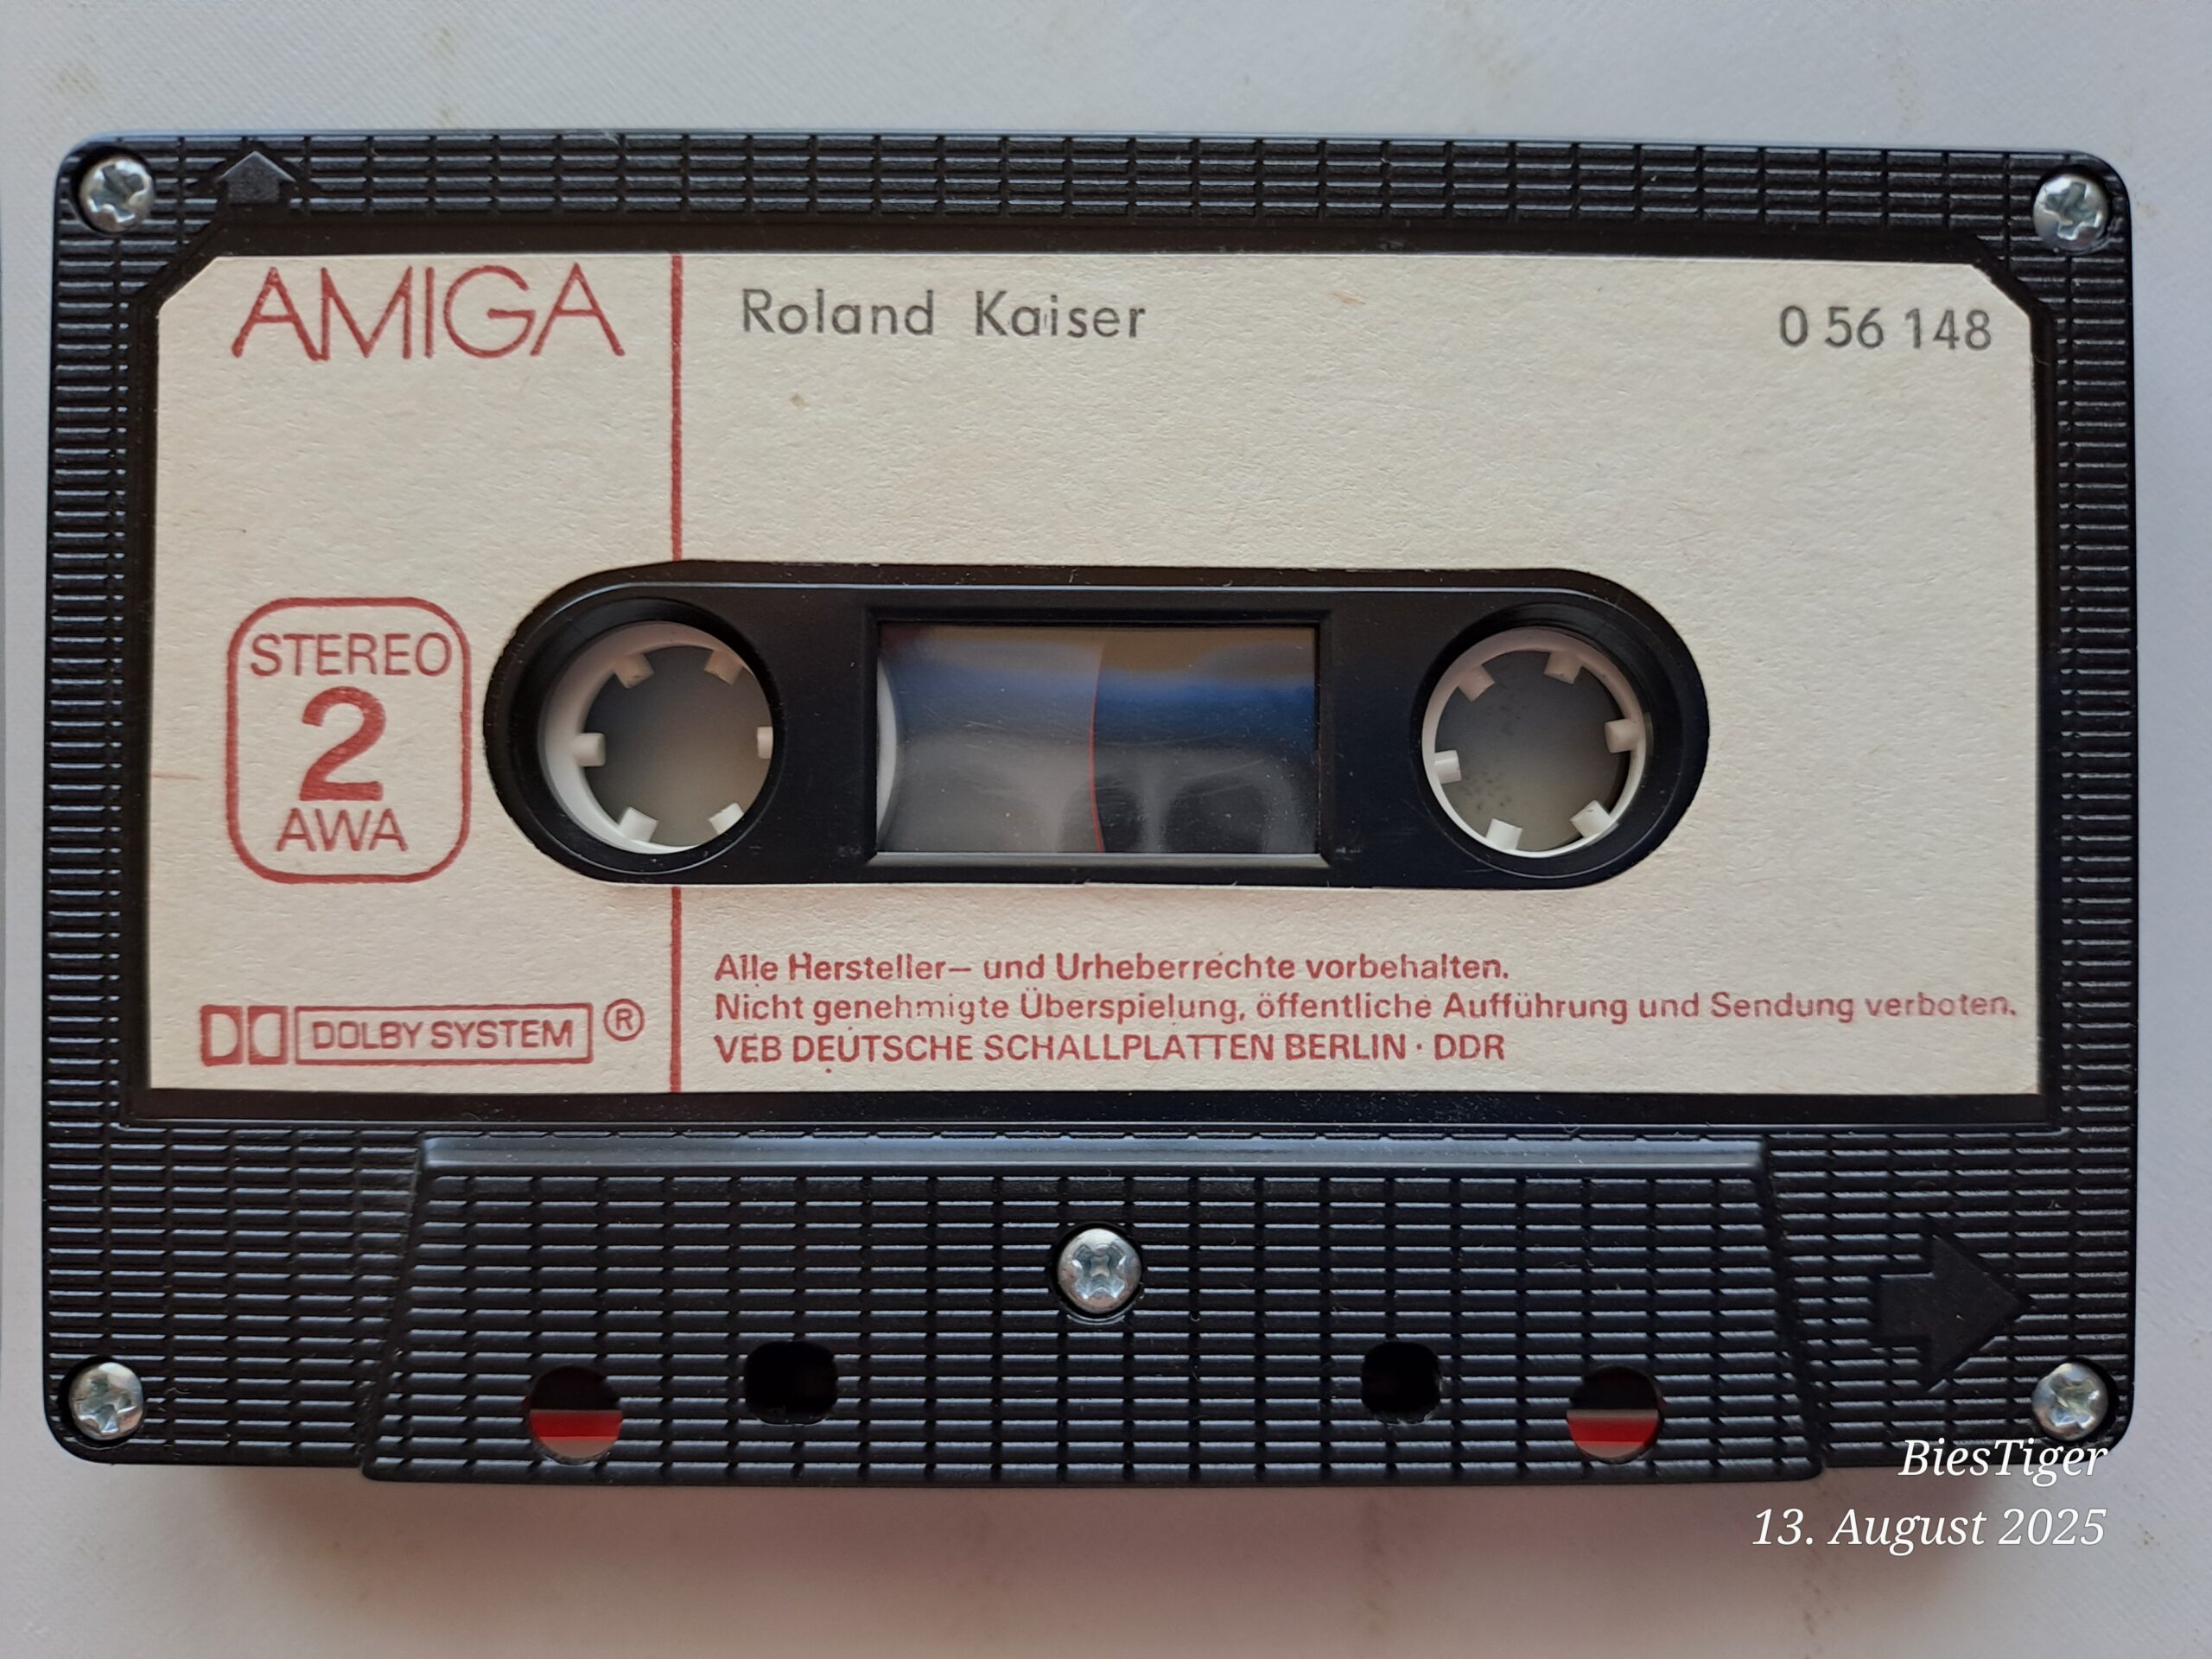 AMIGA
Roland Kaiser
0 56 148
STEREO
2
AWA
DOLBY SYSTEM ®
Alle Hersteller– und Urheberrechte vorbehalten.
Nicht genehmigte Überspielung, öffentliche Aufführung und Sendung verboten.
VEB DEUTSCHE SCHALLPLATTEN BERLIN · DDR
BiesTiger
13. August 2025